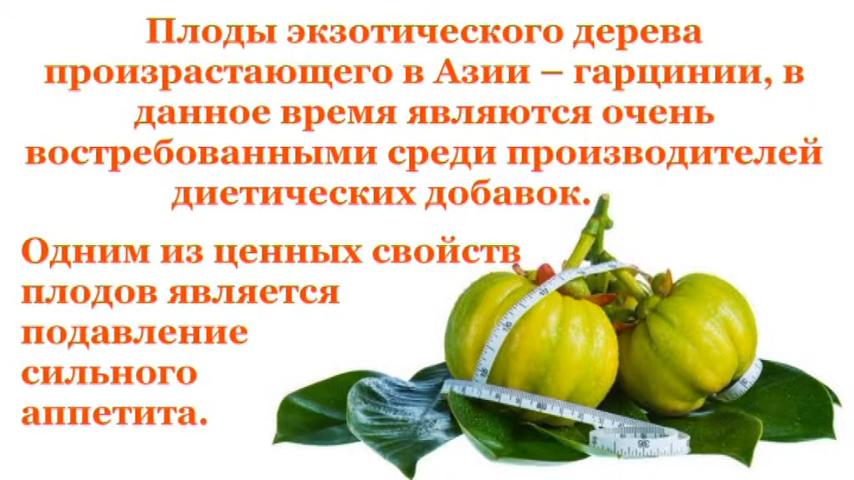 Плоды экзотического дерева
произрастающего в Азии – гарцинии, в
данное время являются очень
востребованными среди производителей
диетических добавок.
Одним из ценных свойств
плодов является
подавление
сильного
аппетита.